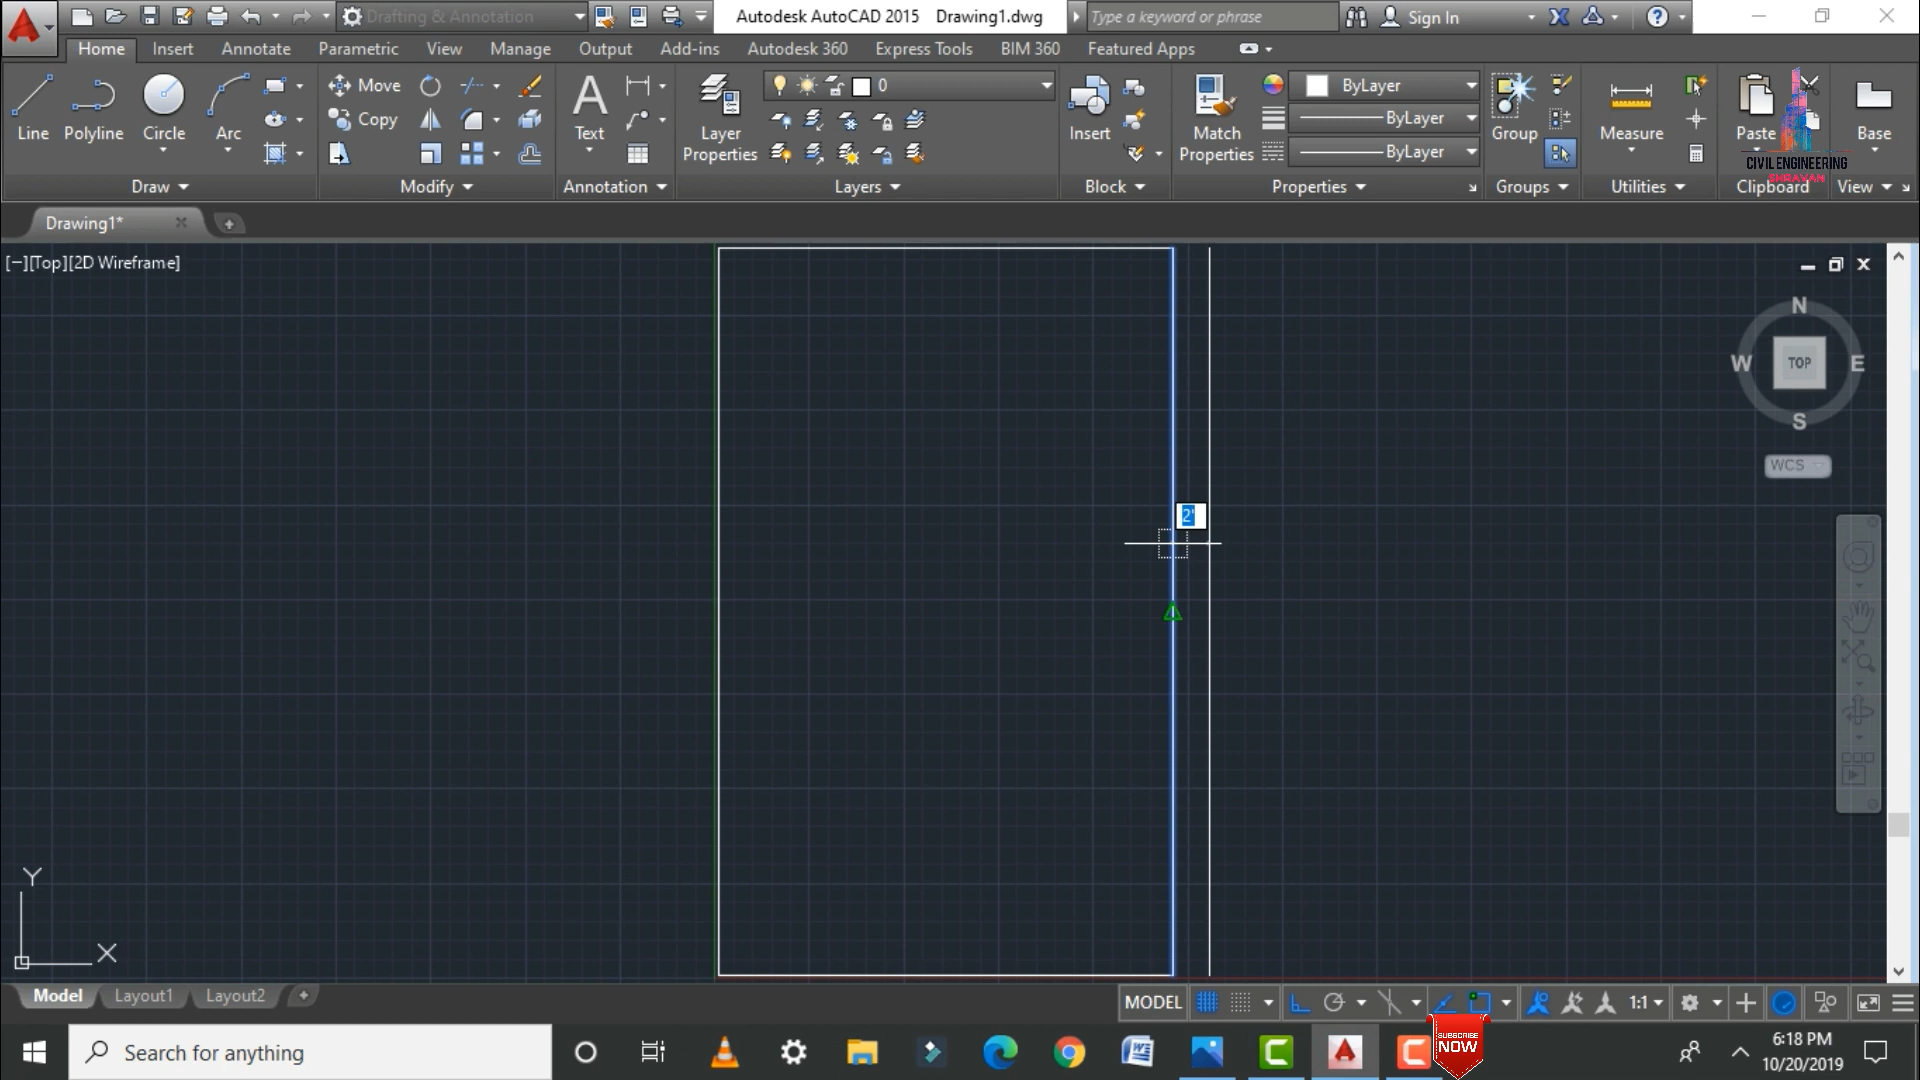 Drafting & Annotation
Autodesk AutoCAD 2015 Drawing1.dwg
Type a keyword or phrase
Sign In
Home Insert Annotate Parametric View Manage Output Add-ins Autodesk 360 Express Tools BIM 360 Featured Apps
Line Polyline Circle Arc
Draw
Move
Copy
Modify
A
Text
Annotation
Layer
Properties
0
Layers
Insert
Block
Match
Properties
ByLayer
ByLayer
ByLayer
Properties
Group
Groups
Measure
Utilities
Paste
CIVIL ENGINEERING
SHRAVAN
Clipboard
Base
View
Drawing1*
[−][Top][2D Wireframe]
N
W TOP E
S
WCS
2'
Y
X
Model Layout1 Layout2
MODEL
1:1
Search for anything
SUBSCRIBE
NOW
6:18 PM
10/20/2019